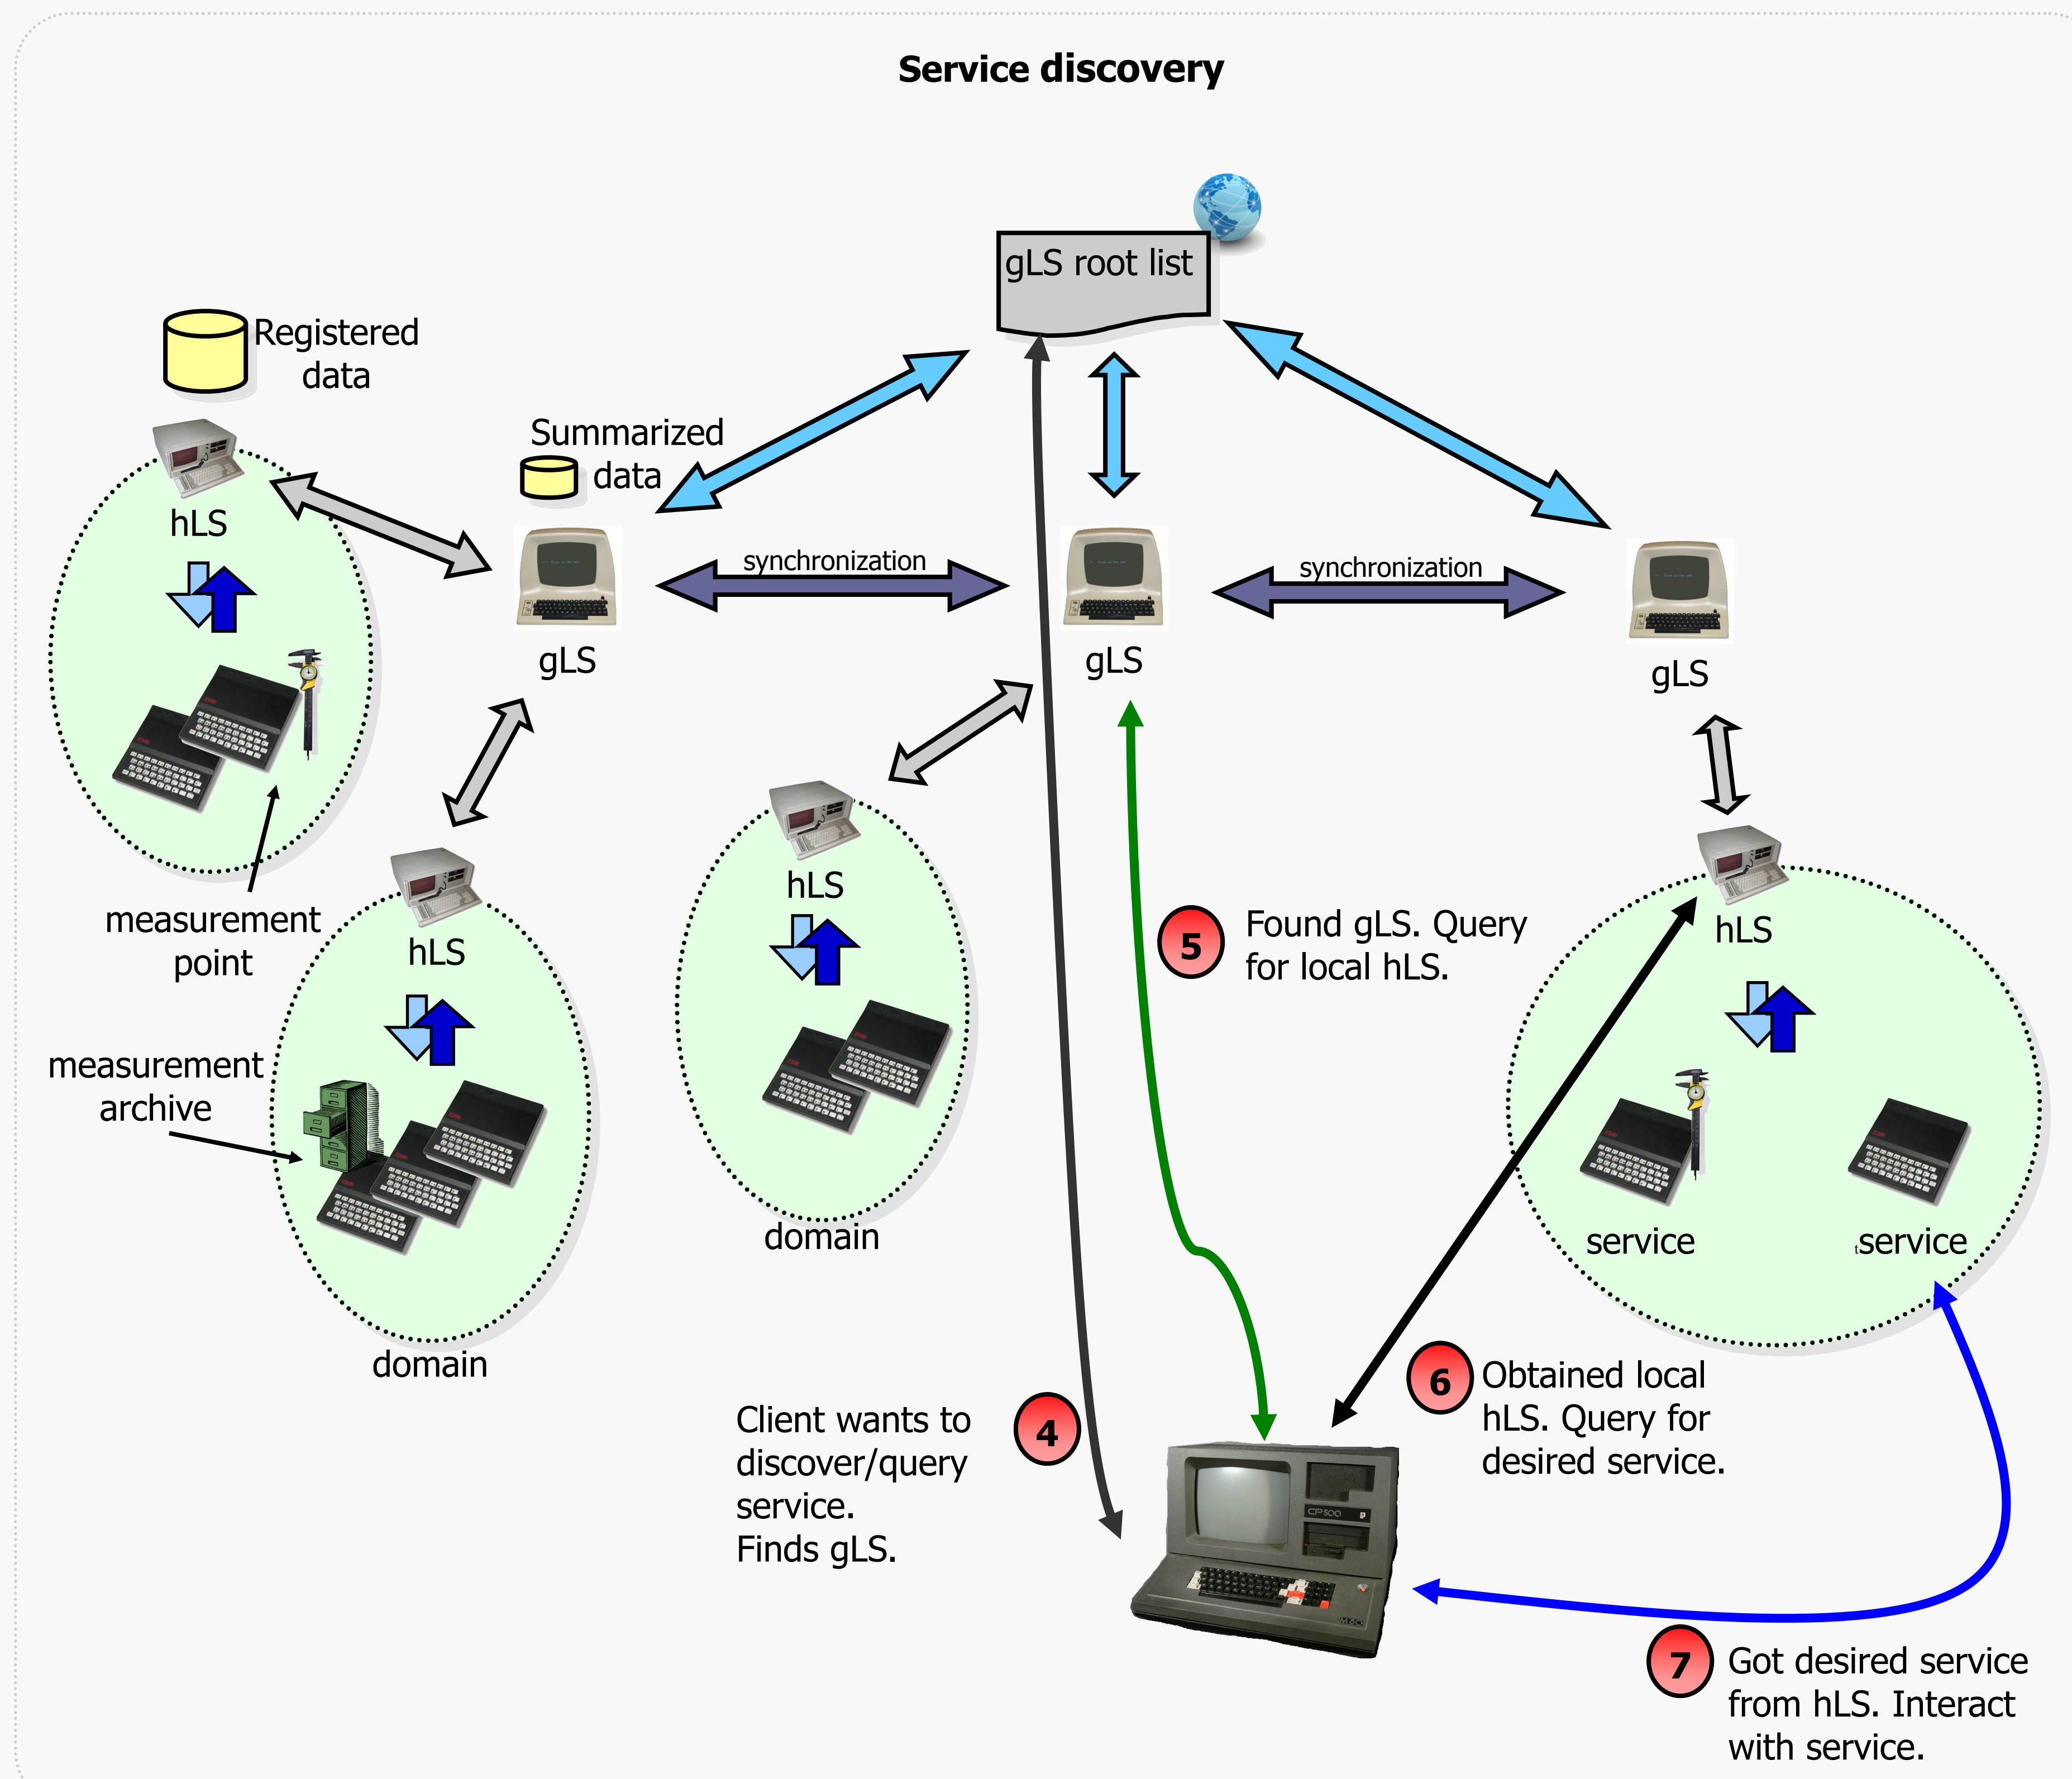 Service discovery
gLS root list
Registered
data
Summarized
data
hLS
synchronization
synchronization
gLS
gLS
gLS
hLS
hLS
hLS
measurement
point
hLS
5
Found gLS. Query
for local hLS.
measurement
archive
domain
service
tservice
domain
4
Client wants to
discover/query
service.
Finds gLS.
6
Obtained local
hLS. Query for
desired service.
CP500
7
Got desired service
from hLS. Interact
with service.